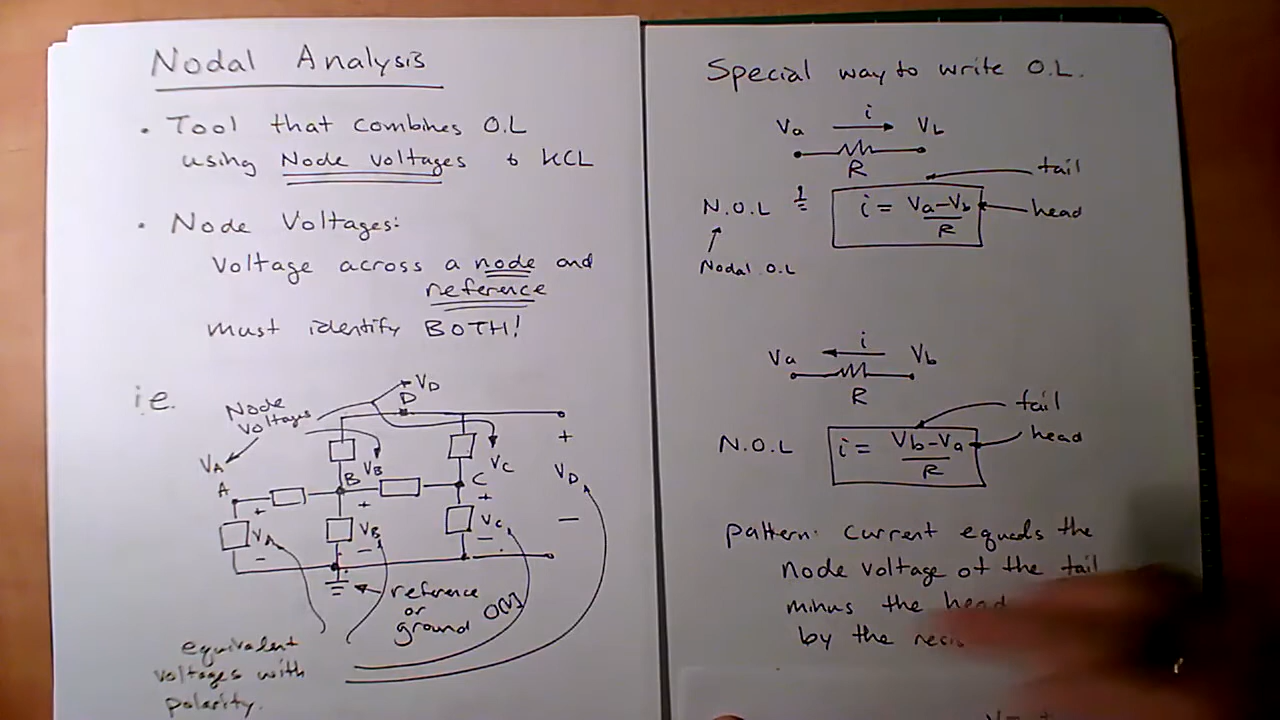 Nodal Analysis
• Tool that combines O.L
using Node voltages & KCL
• Node Voltages:
Voltage across a node and
reference
must identify BOTH!
i.e.
Node
Voltages
VD
D
VA
A
VB
B
VC
C
+
VD
−
+
VA
−
+
VB
−
+
VC
−
reference
or
ground
0[V]
equivalent
voltages with
polarity.
Special way to write O.L.
i
Va
Vb
R
tail
N.O.L
i = Va-Vb
R
head
Nodal O.L
i
Va
Vb
R
tail
N.O.L
i = Vb-Va
R
head
pattern: current equals the
node voltage of the tail
minus the head
by the